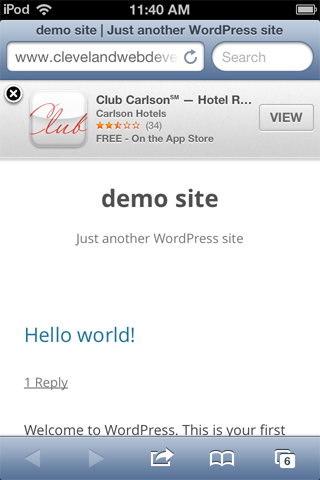 iPod 11:40 AM
demo site | Just another WordPress site
www.clevelandwebdeve Search
Club Carlson℠ — Hotel R...
Carlson Hotels
(34)
FREE - On the App Store
VIEW
Club
demo site
Just another WordPress site
Hello world!
1 Reply
Welcome to WordPress. This is your first
6